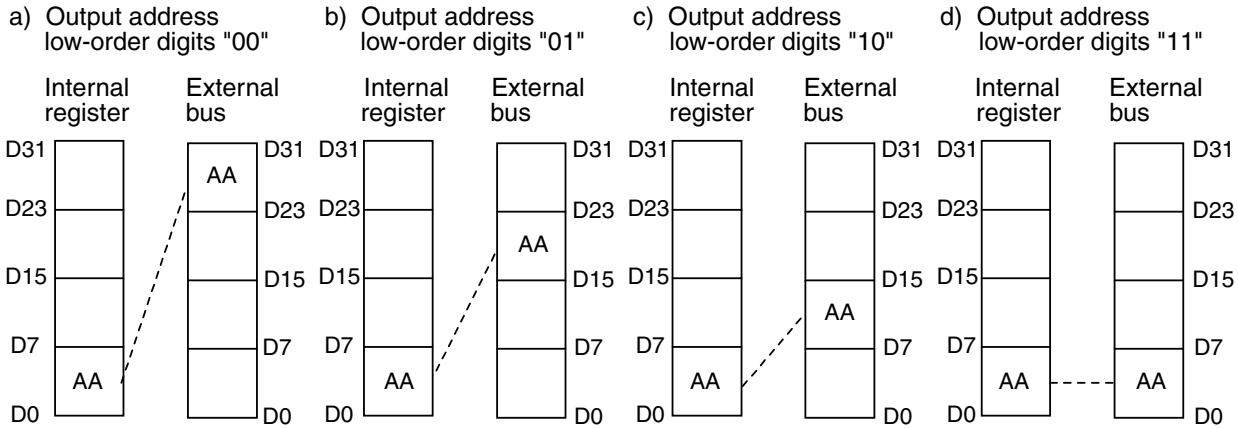 a) Output address low-order digits "00"
Internal register
External bus
D31
D23
D15
D7
D0
AA
AA
D31
D23
D15
D7
D0
b) Output address low-order digits "01"
Internal register
External bus
D31
D23
D15
D7
D0
AA
AA
D31
D23
D15
D7
D0
c) Output address low-order digits "10"
Internal register
External bus
D31
D23
D15
D7
D0
AA
AA
D31
D23
D15
D7
D0
d) Output address low-order digits "11"
Internal register
External bus
D31
D23
D15
D7
D0
AA
AA
D31
D23
D15
D7
D0